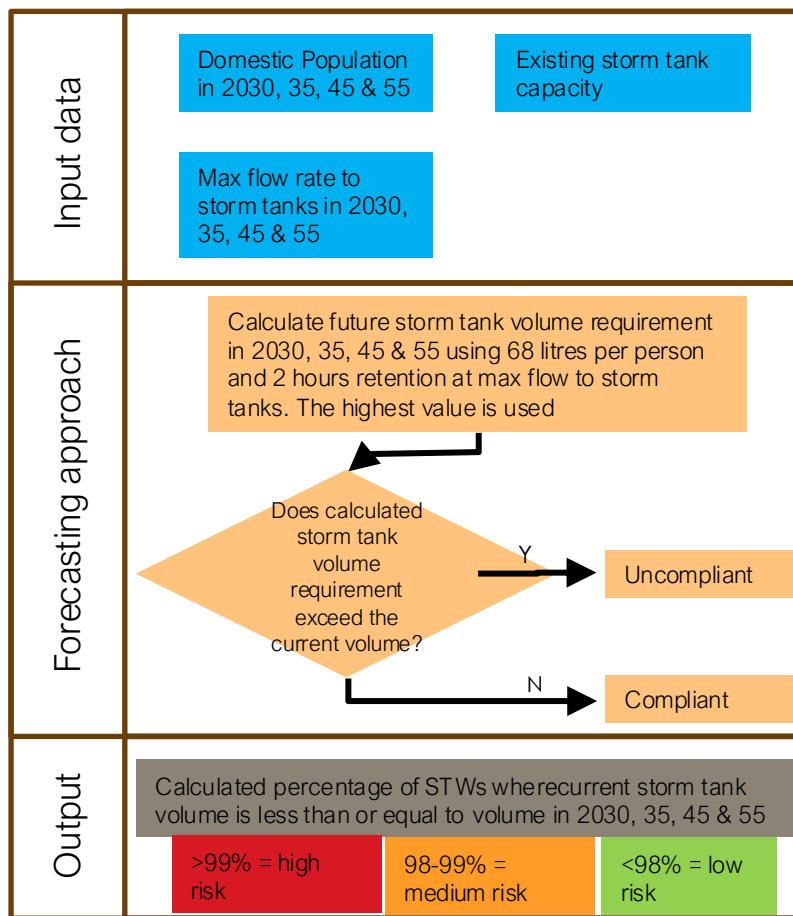 Input data
Domestic Population
in 2030, 35, 45 & 55
Existing storm tank
capacity
Max flow rate to
storm tanks in 2030,
35, 45 & 55
Forecasting approach
Calculate future storm tank volume requirement
in 2030, 35, 45 & 55 using 68 litres per person
and 2 hours retention at max flow to storm
tanks. The highest value is used
Does calculated
storm tank
volume
requirement
exceed the
current volume?
Y
Uncompliant
N
Compliant
Output
Calculated percentage of STWs where recurrent storm tank
volume is less than or equal to volume in 2030, 35, 45 & 55
>99% = high
risk
98-99% =
medium risk
<98% = low
risk